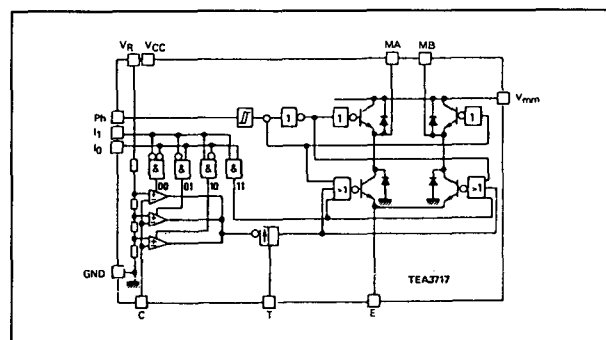 VR VCC MA MB
Vmm
Ph
I1
I0
1 1 1
& & & &
00 01 10 11
>1 >1
GND
TEA3717
C T E